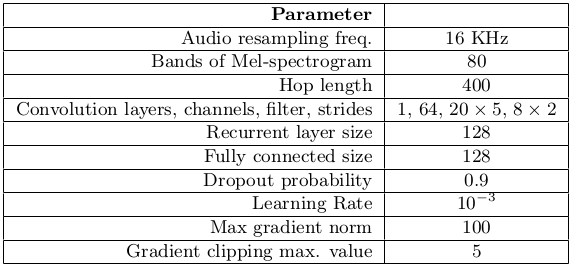 Parameter
Audio resampling freq. 16 KHz
Bands of Mel-spectrogram 80
Hop length 400
Convolution layers, channels, filter, strides 1, 64, 20 × 5, 8 × 2
Recurrent layer size 128
Fully connected size 128
Dropout probability 0.9
Learning Rate 10⁻³
Max gradient norm 100
Gradient clipping max. value 5